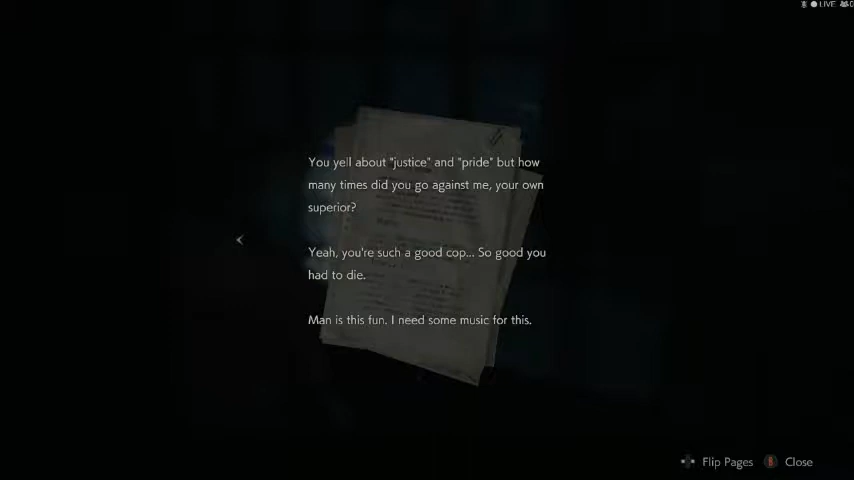 LIVE
You yell about "justice" and "pride" but how
many times did you go against me, your own
superior?
Yeah, you're such a good cop... So good you
had to die.
Man is this fun. I need some music for this.
Flip Pages B Close